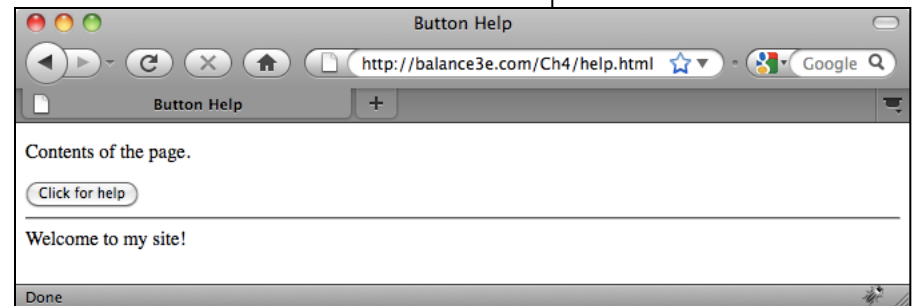 Button Help
http://balance3e.com/Ch4/help.html
Google
Button Help
+
Contents of the page.
Click for help
Welcome to my site!
Done